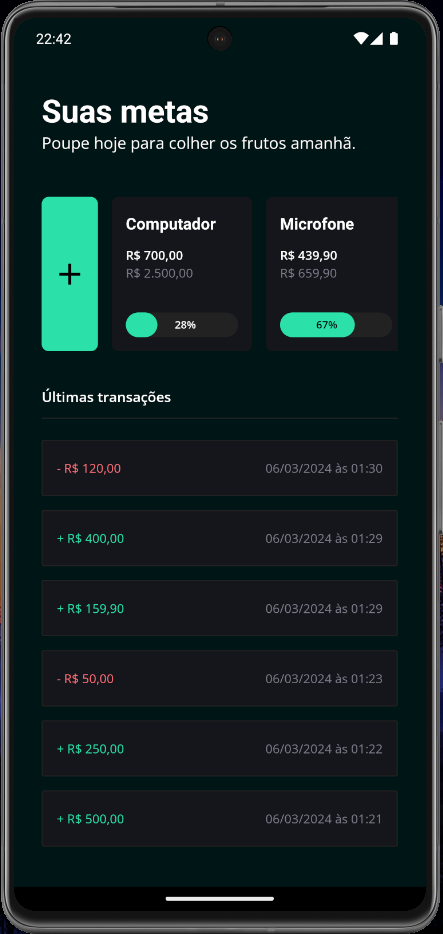 22:42
Suas metas
Poupe hoje para colher os frutos amanhã.
+
Computador
R$ 700,00
R$ 2.500,00
28%
Microfone
R$ 439,90
R$ 659,90
67%
Últimas transações
- R$ 120,00 06/03/2024 às 01:30
+ R$ 400,00 06/03/2024 às 01:29
+ R$ 159,90 06/03/2024 às 01:29
- R$ 50,00 06/03/2024 às 01:23
+ R$ 250,00 06/03/2024 às 01:22
+ R$ 500,00 06/03/2024 às 01:21